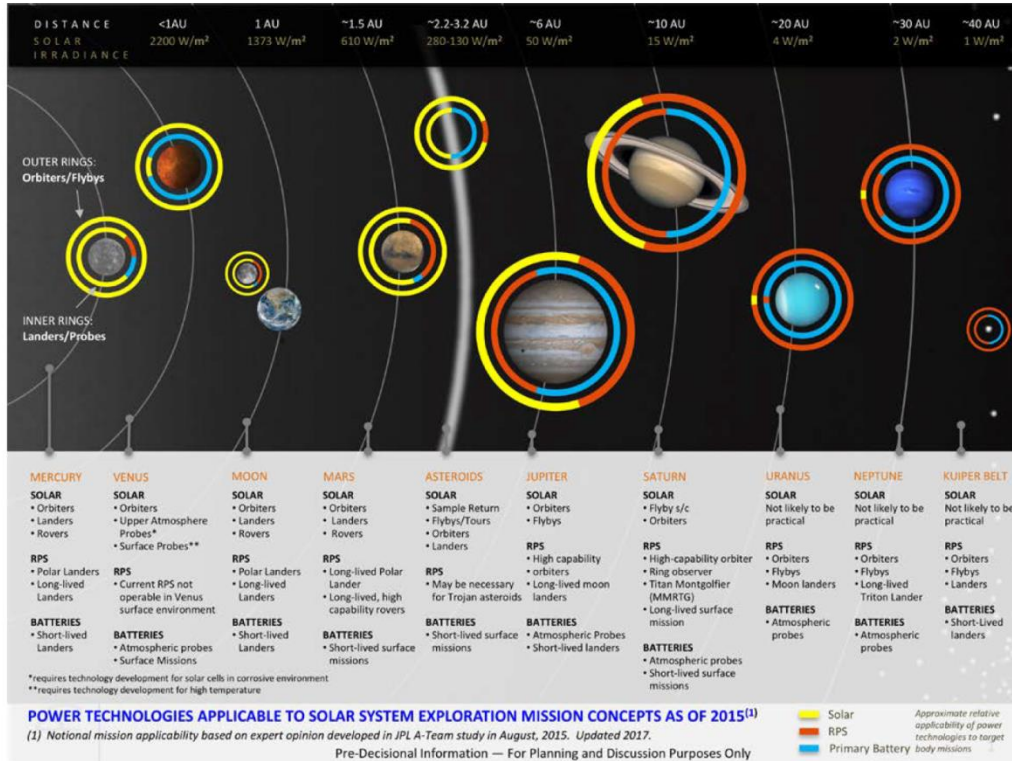 DISTANCE <1AU 1 AU ~1.5 AU ~2.2-3.2 AU ~6 AU ~10 AU ~20 AU ~30 AU ~40 AU
SOLAR IRRADIANCE 2200 W/m² 1373 W/m² 610 W/m² 280-130 W/m² 50 W/m² 15 W/m² 4 W/m² 2 W/m² 1 W/m²
OUTER RINGS:
Orbiters/Flybys
INNER RINGS:
Landers/Probes
MERCURY
SOLAR
• Orbiters
• Landers
• Rovers
RPS
• Polar Landers
• Long-lived
Landers
BATTERIES
• Short-lived
Landers
VENUS
SOLAR
• Orbiters
• Upper Atmosphere
Probes*
• Surface Probes**
RPS
• Current RPS not
operable in Venus
surface environment
BATTERIES
• Atmospheric probes
• Surface Missions
MOON
SOLAR
• Orbiters
• Landers
• Rovers
RPS
• Polar Landers
• Long-lived
Landers
BATTERIES
• Short-lived
Landers
MARS
SOLAR
• Orbiters
• Landers
• Rovers
RPS
• Long-lived Polar
Lander
• Long-lived, high
capability rovers
BATTERIES
• Short-lived surface
missions
ASTEROIDS
SOLAR
• Sample Return
• Flybys/Tours
• Orbiters
• Landers
RPS
• May be necessary
for Trojan asteroids
BATTERIES
• Short-lived surface
missions
JUPITER
SOLAR
• Orbiters
• Flybys
RPS
• High capability
• orbiters
• Long-lived moon
landers
BATTERIES
• Atmospheric Probes
• Short-lived landers
SATURN
SOLAR
• Flyby s/c
• Orbiters
RPS
• High-capability orbiter
• Ring observer
• Titan Montgolfier
(MMRTG)
• Long-lived surface
mission
BATTERIES
• Atmospheric probes
• Short-lived surface
missions
URANUS
SOLAR
Not likely to be
practical
RPS
• Orbiters
• Flybys
• Moon landers
BATTERIES
• Atmospheric
probes
NEPTUNE
SOLAR
Not likely to be
practical
RPS
• Orbiters
• Flybys
• Long-lived
Triton Lander
BATTERIES
• Atmospheric
probes
KUIPER BELT
SOLAR
Not likely to be
practical
RPS
• Orbiters
• Flybys
• Landers
BATTERIES
• Short-Lived
landers
*requires technology development for solar cells in corrosive environment
**requires technology development for high temperature
POWER TECHNOLOGIES APPLICABLE TO SOLAR SYSTEM EXPLORATION MISSION CONCEPTS AS OF 2015(1)
(1) Notional mission applicability based on expert opinion developed in JPL A-Team study in August, 2015. Updated 2017.
Pre-Decisional Information — For Planning and Discussion Purposes Only
Solar
RPS
Primary Battery
Approximate relative
applicability of power
technologies to target
body missions